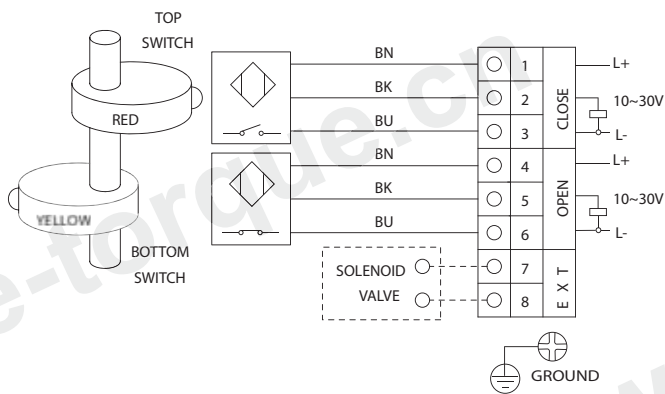 TOP
SWITCH
RED
YELLOW
BOTTOM
SWITCH
BN
BK
BU
BN
BK
BU
SOLENOID
VALVE
1
2
3
4
5
6
7
8
CLOSE
OPEN
EXT
L+
10~30V
L-
L+
10~30V
L-
GROUND
e-torque.cn